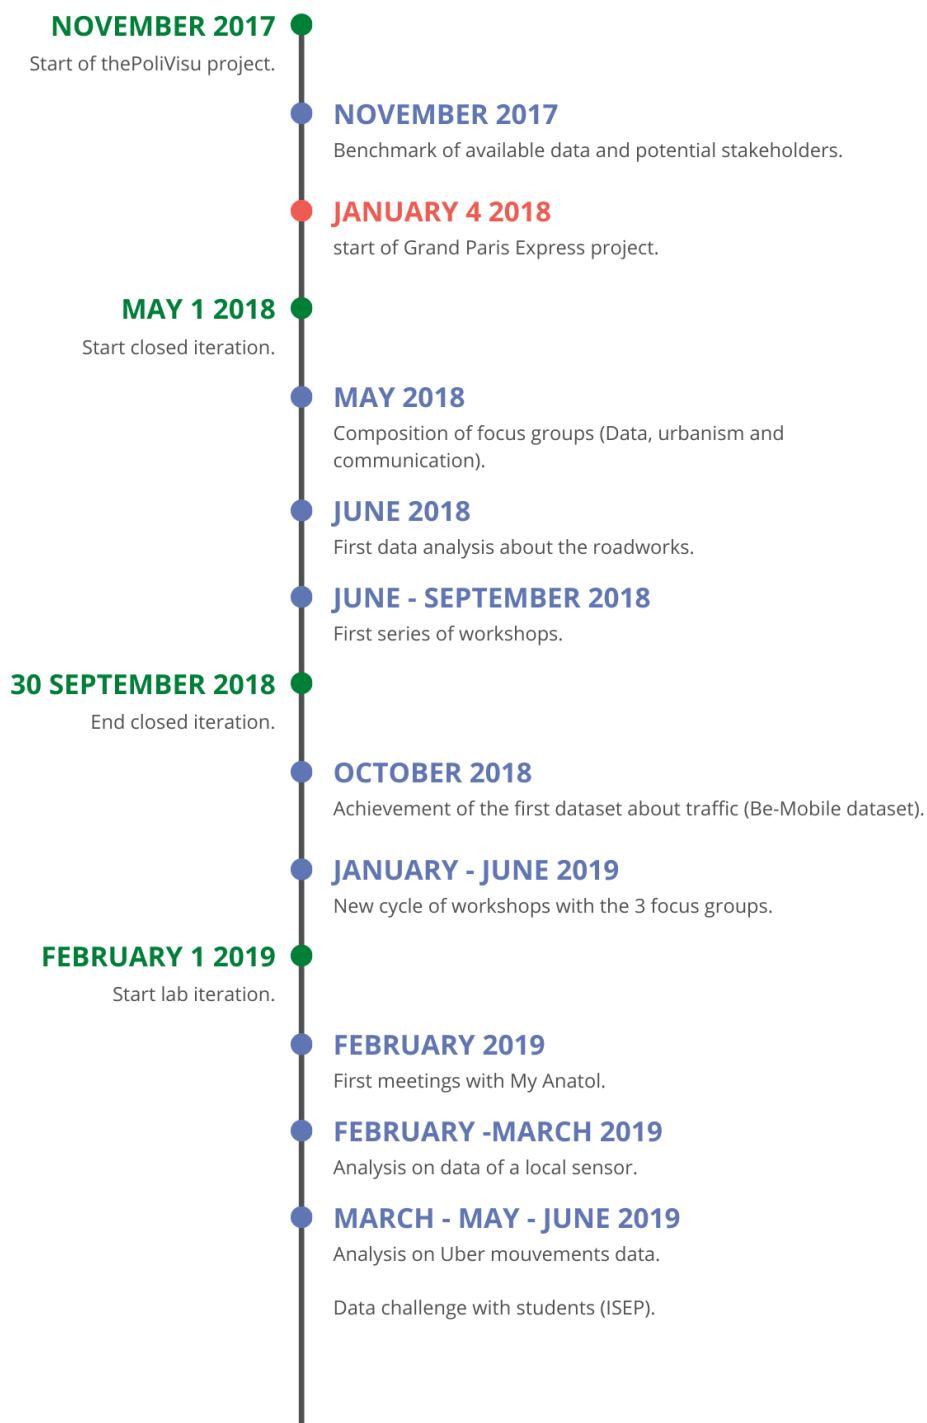 NOVEMBER 2017
Start of thePoliVisu project.
NOVEMBER 2017
Benchmark of available data and potential stakeholders.
JANUARY 4 2018
start of Grand Paris Express project.
MAY 1 2018
Start closed iteration.
MAY 2018
Composition of focus groups (Data, urbanism and
communication).
JUNE 2018
First data analysis about the roadworks.
JUNE - SEPTEMBER 2018
First series of workshops.
30 SEPTEMBER 2018
End closed iteration.
OCTOBER 2018
Achievement of the first dataset about traffic (Be-Mobile dataset).
JANUARY - JUNE 2019
New cycle of workshops with the 3 focus groups.
FEBRUARY 1 2019
Start lab iteration.
FEBRUARY 2019
First meetings with My Anatol.
FEBRUARY -MARCH 2019
Analysis on data of a local sensor.
MARCH - MAY - JUNE 2019
Analysis on Uber mouvements data.
Data challenge with students (ISEP).